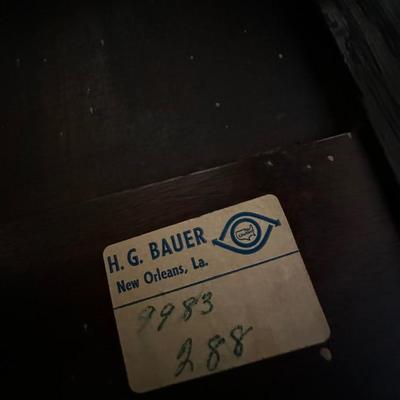 H. G. BAUER
New Orleans, La.
9983
288